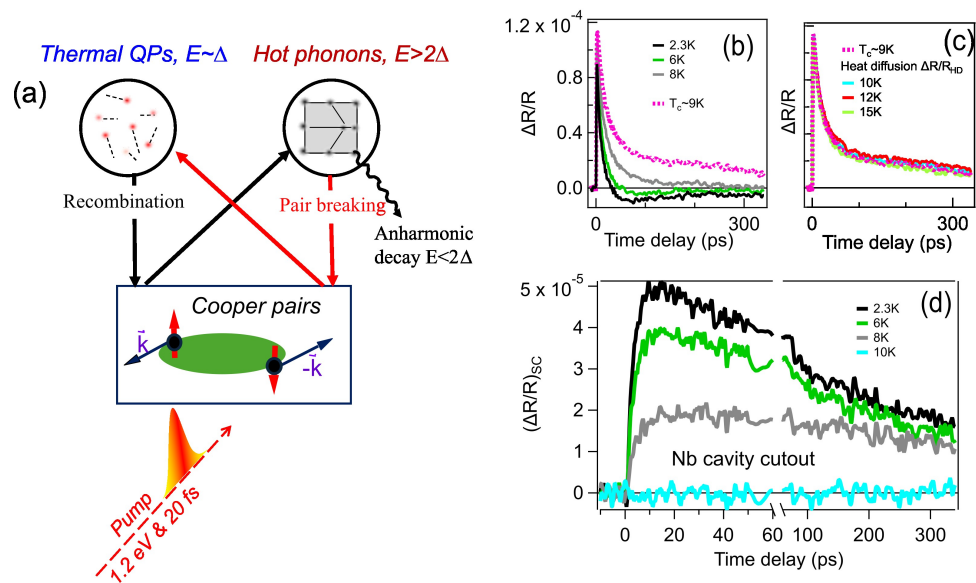 Thermal QPs, E~Δ
Hot phonons, E>2Δ
(a)
Recombination
Pair breaking
Anharmonic
decay E<2Δ
Cooper pairs
k⃗
-k⃗
Pump
1.2 eV & 20 fs
(b)
1.2 x 10⁻⁴
0.8
0.4
0.0
ΔR/R
2.3K
6K
8K
T_c~9K
0
300
Time delay (ps)
(c)
ΔR/R
T_c~9K
Heat diffusion ΔR/R_HD
10K
12K
15K
0
300
Time delay (ps)
(d)
5 x 10⁻⁵
4
3
2
1
0
(ΔR/R)_SC
2.3K
6K
8K
10K
Nb cavity cutout
0 20 40 60 100 200 300
Time delay (ps)